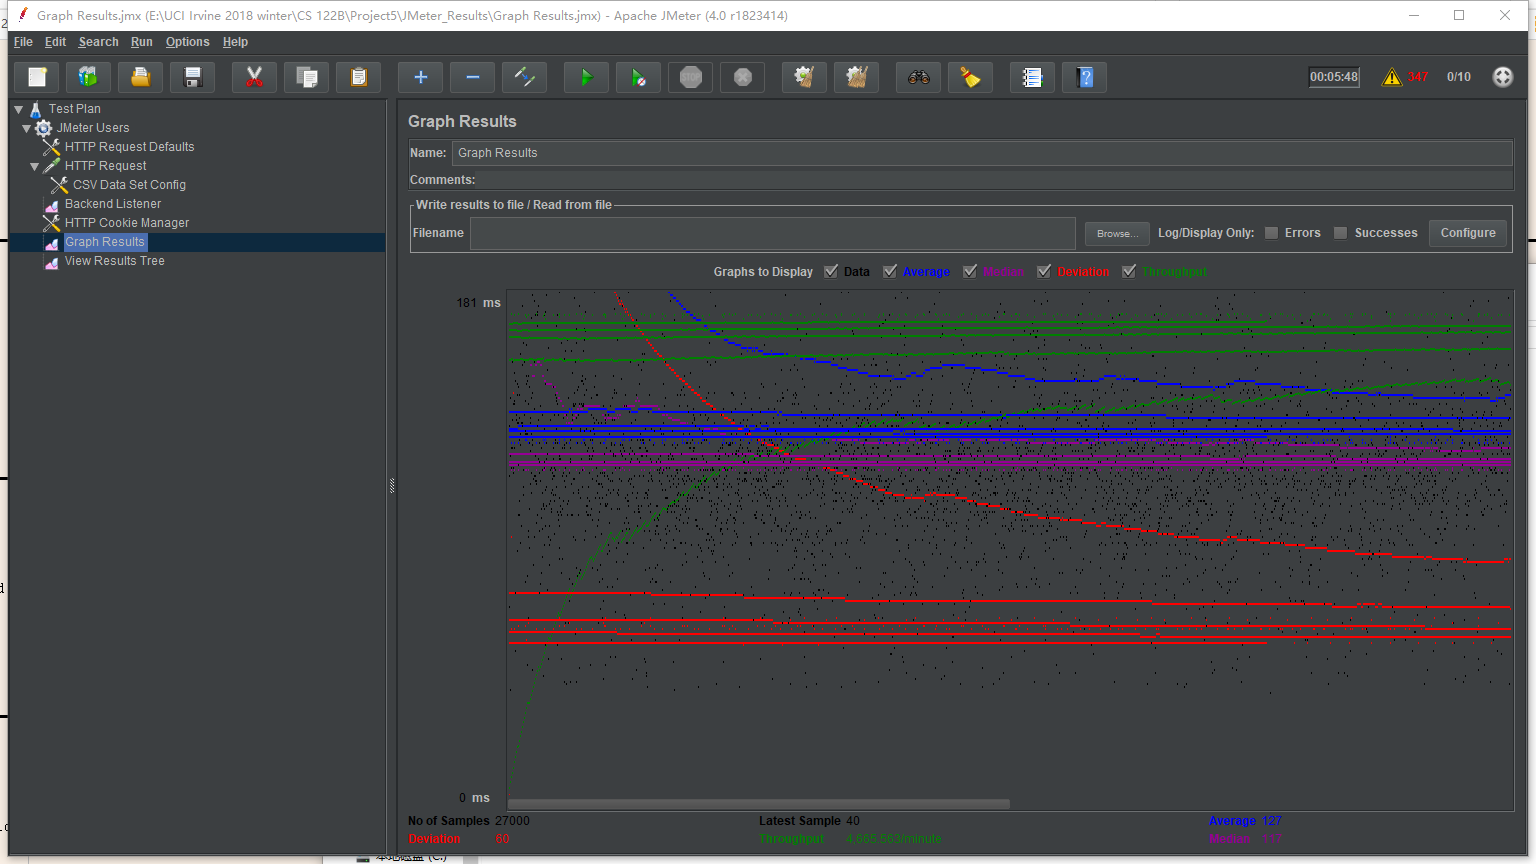 Graph Results.jmx (E:\UCI Irvine 2018 winter\CS 122B\Project5\JMeter_Results\Graph Results.jmx) - Apache JMeter (4.0 r1823414)
File Edit Search Run Options Help
STOP
00:05:48 347 0/10
Test Plan
JMeter Users
HTTP Request Defaults
HTTP Request
CSV Data Set Config
Backend Listener
HTTP Cookie Manager
Graph Results
View Results Tree
Graph Results
Name: Graph Results
Comments:
Write results to file / Read from file
Filename Browse... Log/Display Only: Errors Successes Configure
Graphs to Display Data Average Median Deviation Throughput
181 ms
0 ms
No of Samples 27000 Latest Sample 40 Average 127
Deviation 60 Throughput Median 117
(C:)